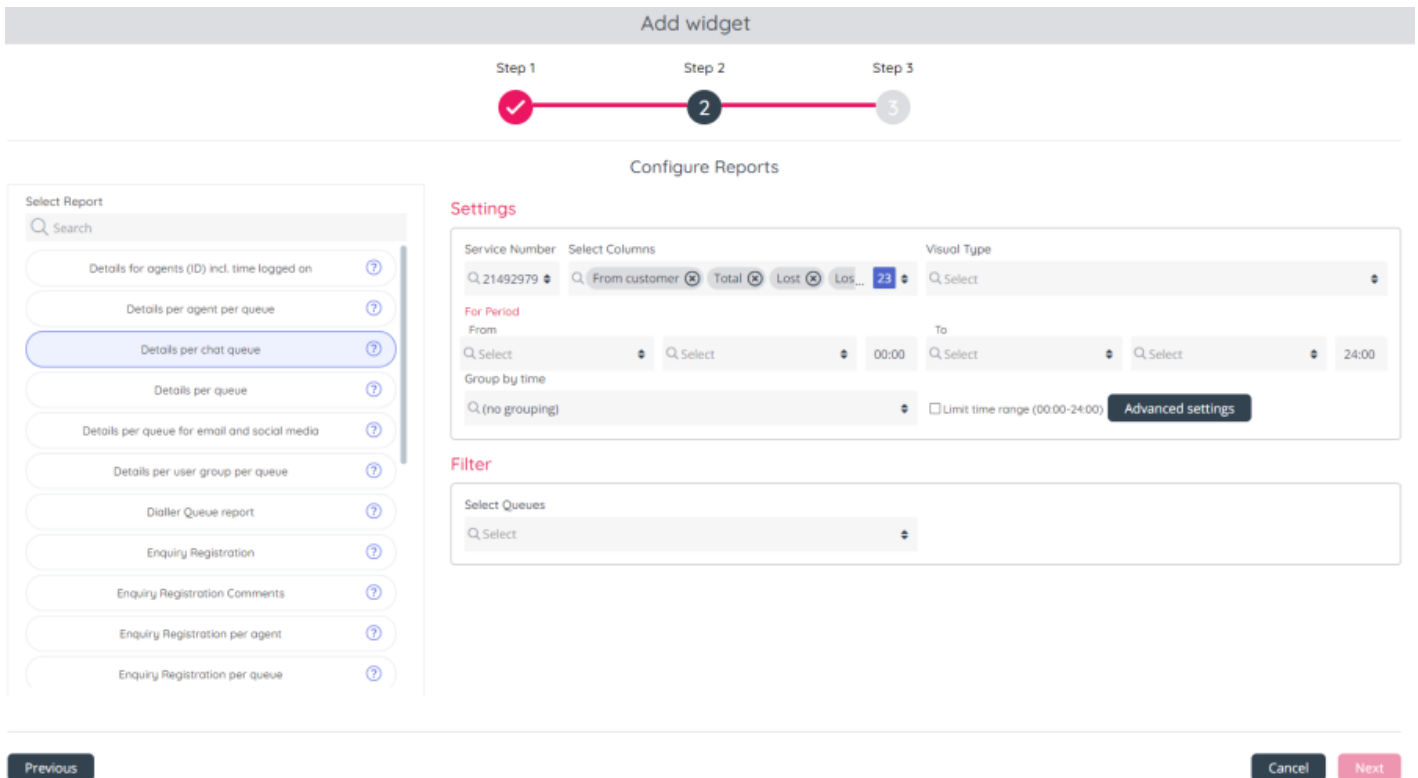 Add widget
Step 1 Step 2 Step 3
2 3
Configure Reports
Select Report
Search
Details for agents (ID) incl. time logged on ?
Details per agent per queue ?
Details per chat queue ?
Details per queue ?
Details per queue for email and social media ?
Details per user group per queue ?
Dialler Queue report ?
Enquiry Registration ?
Enquiry Registration Comments ?
Enquiry Registration per agent ?
Enquiry Registration per queue ?
Settings
Service Number Select Columns Visual Type
21492979 From customer Total Lost Los... 23 Select
For Period
From To
Select Select 00:00 Select Select 24:00
Group by time
(no grouping) Limit time range (00:00-24:00) Advanced settings
Filter
Select Queues
Select
Previous Cancel Next